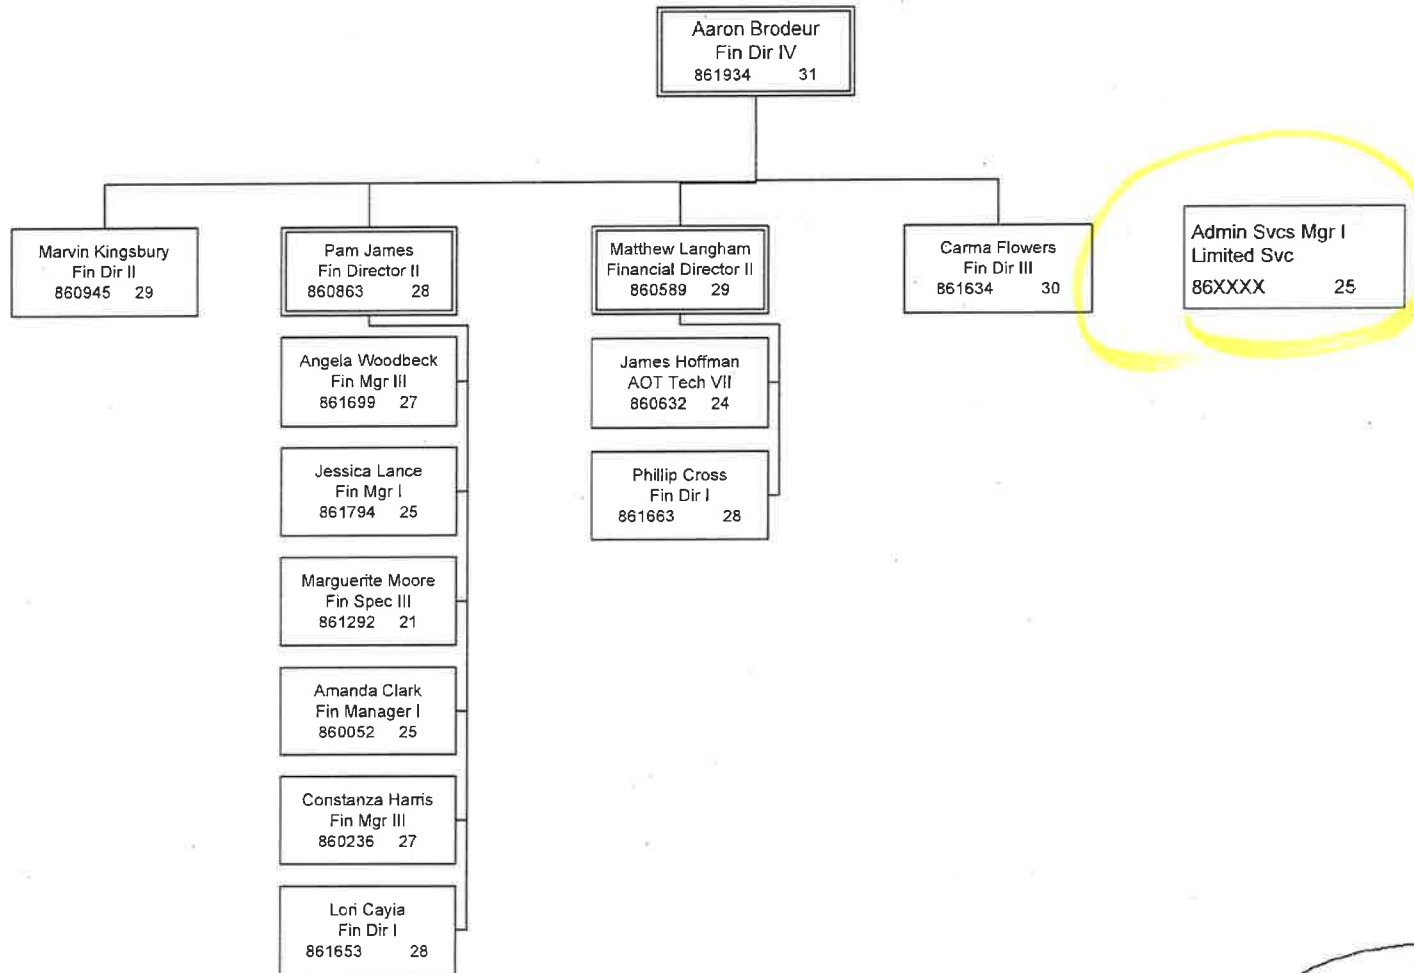 Aaron Brodeur
Fin Dir IV
861934 31
Marvin Kingsbury
Fin Dir II
860945 29
Pam James
Fin Director II
860863 28
Matthew Langham
Financial Director II
860589 29
Carma Flowers
Fin Dir III
861634 30
Admin Svcs Mgr I
Limited Svc
86XXXX 25
Angela Woodbeck
Fin Mgr III
861699 27
Jessica Lance
Fin Mgr I
861794 25
Marguerite Moore
Fin Spec III
861292 21
Amanda Clark
Fin Manager I
860052 25
Constanza Harris
Fin Mgr III
860236 27
Lori Cayia
Fin Dir I
861653 28
James Hoffman
AOT Tech VII
860632 24
Phillip Cross
Fin Dir I
861663 28